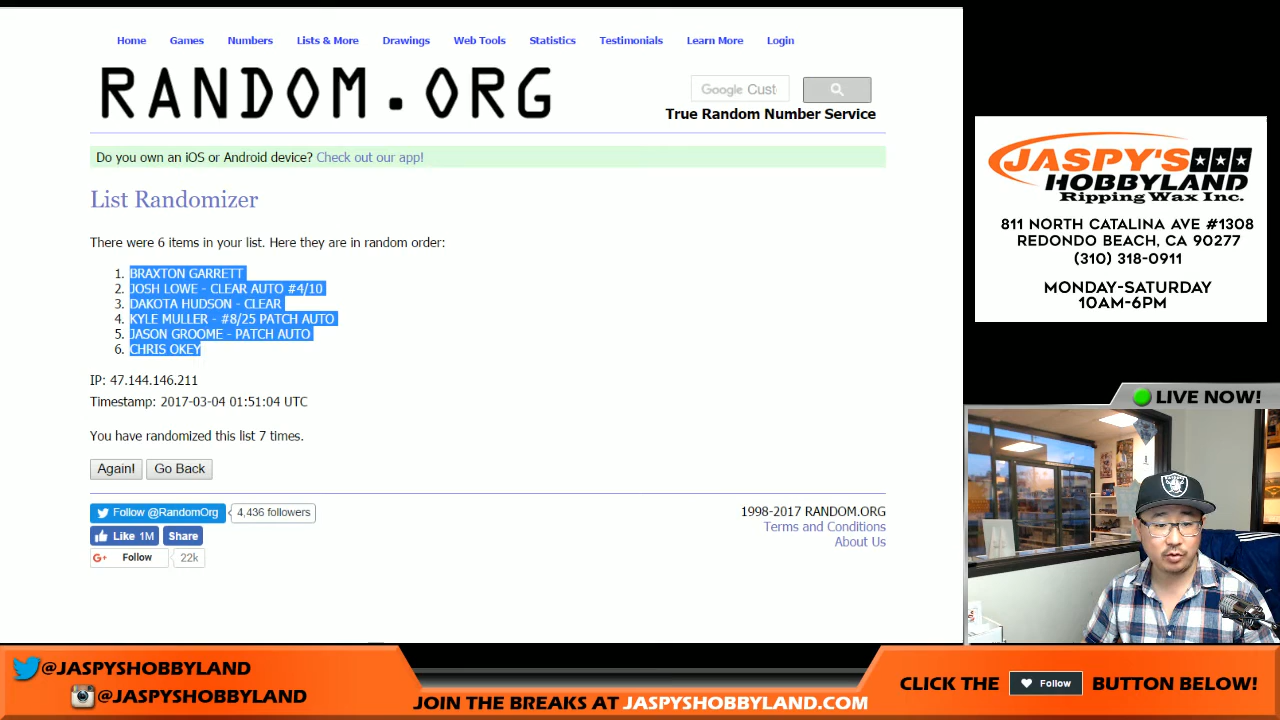 Home Games Numbers Lists & More Drawings Web Tools Statistics Testimonials Learn More Login
RANDOM.ORG
Google Cust
True Random Number Service
Do you own an iOS or Android device? Check out our app!
List Randomizer
There were 6 items in your list. Here they are in random order:
1. BRAXTON GARRETT
2. JOSH LOWE - CLEAR AUTO #4/10
3. DAKOTA HUDSON - CLEAR
4. KYLE MULLER - #8/25 PATCH AUTO
5. JASON GROOME - PATCH AUTO
6. CHRIS OKEY
IP: 47.144.146.211
Timestamp: 2017-03-04 01:51:04 UTC
You have randomized this list 7 times.
Again! Go Back
Follow @RandomOrg 4,436 followers
Like 1M Share
G+ Follow 22k
1998-2017 RANDOM.ORG
Terms and Conditions
About Us
JASPY'S
HOBBYLAND
Ripping Wax Inc.
811 NORTH CATALINA AVE #1308
REDONDO BEACH, CA 90277
(310) 318-0911
MONDAY-SATURDAY
10AM-6PM
LIVE NOW!
@JASPYSHOBBYLAND
@JASPYSHOBBYLAND
JOIN THE BREAKS AT JASPYSHOBBYLAND.COM
CLICK THE Follow BUTTON BELOW!